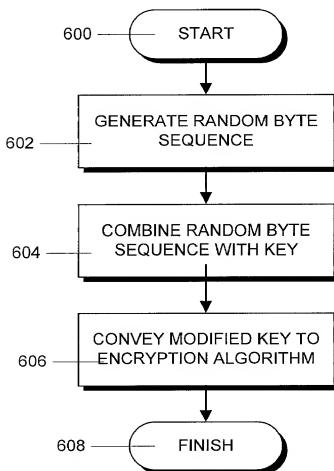 600 START
GENERATE RANDOM BYTE
602 SEQUENCE
COMBINE RANDOM BYTE
604 SEQUENCE WITH KEY
CONVEY MODIFIED KEY TO
606 ENCRYPTION ALGORITHM
608 FINISH